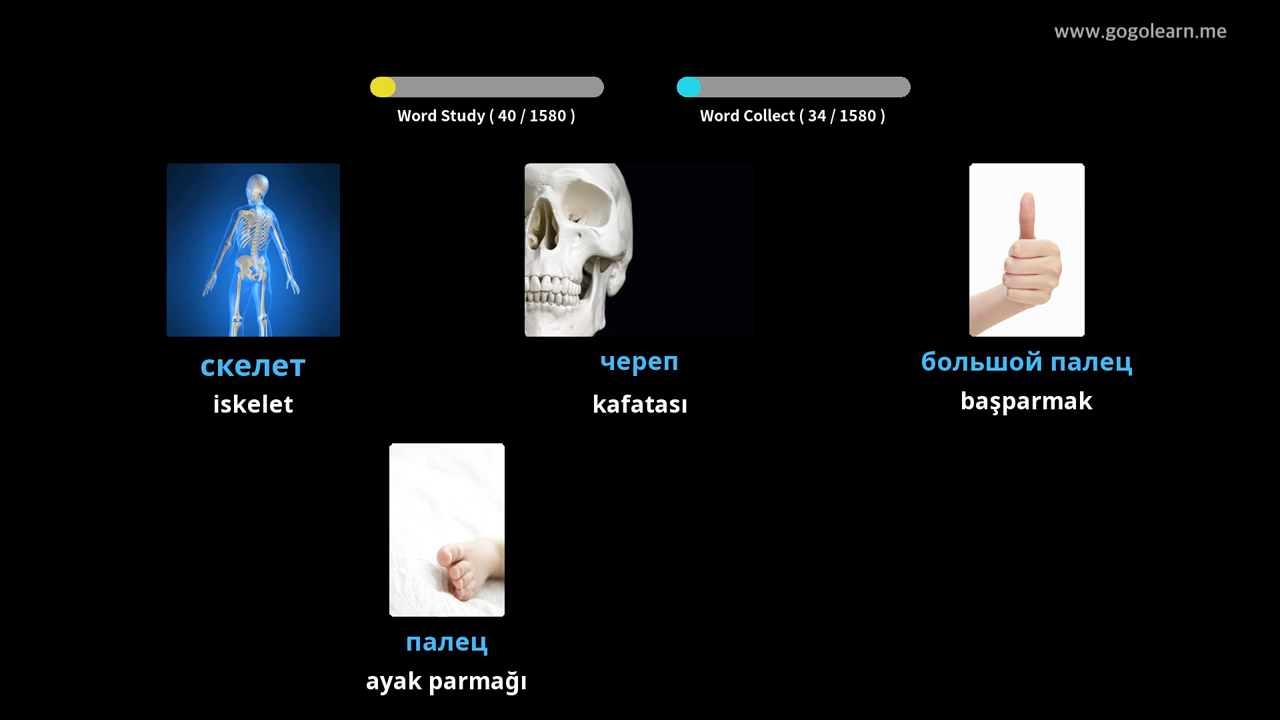 www.gogolearn.me
Word Study ( 40 / 1580 )
Word Collect ( 34 / 1580 )
скелет
iskelet
череп
kafatası
большой палец
başparmak
палец
ayak parmağı